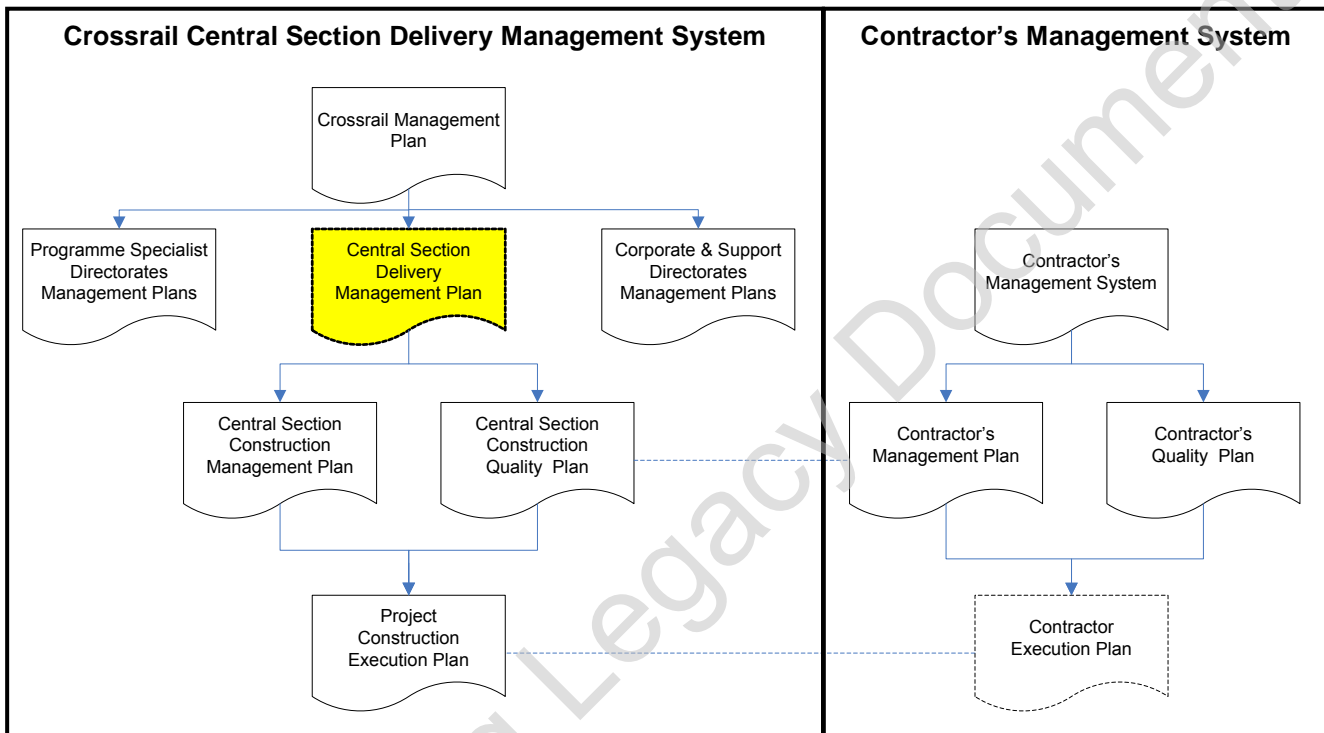 Crossrail Central Section Delivery Management System
Contractor's Management System
Crossrail Management
Plan
Programme Specialist
Directorates
Management Plans
Central Section
Delivery
Management Plan
Corporate & Support
Directorates
Management Plans
Contractor's
Management System
Central Section
Construction
Management Plan
Central Section
Construction
Quality Plan
Contractor's
Management Plan
Contractor's
Quality Plan
Project
Construction
Execution Plan
Contractor
Execution Plan
Legacy Document